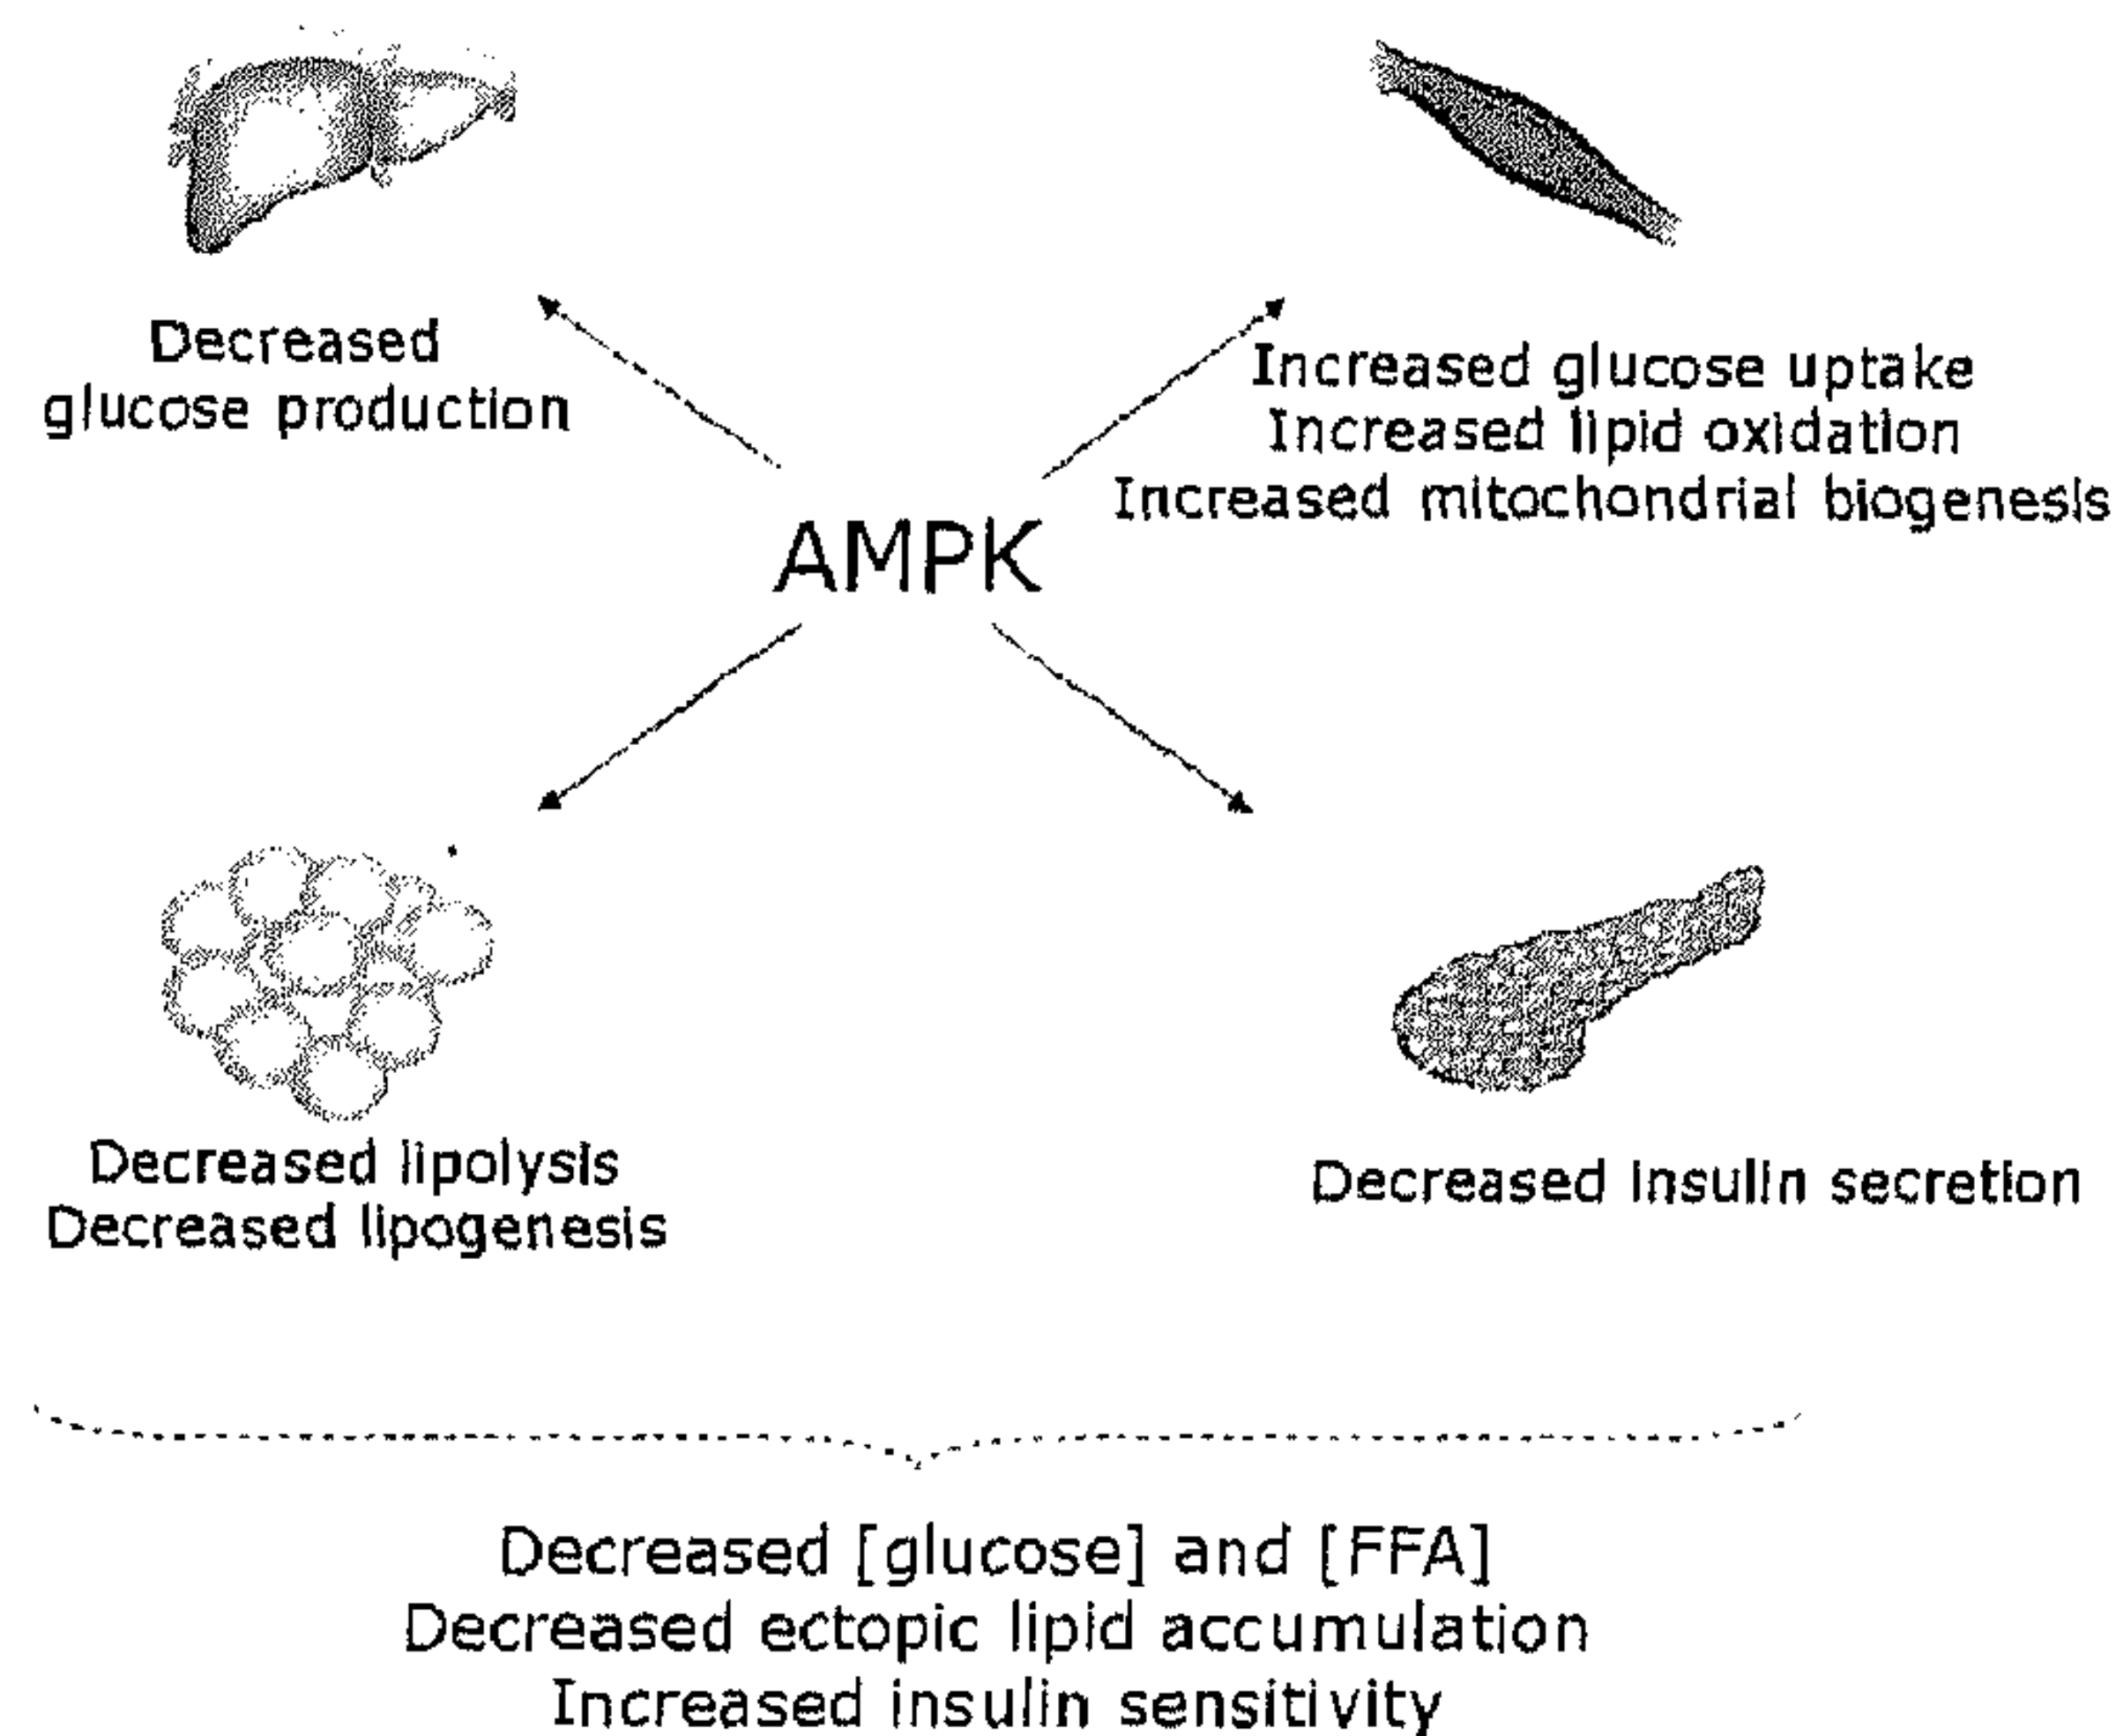 Decreased
glucose production
Increased glucose uptake
Increased lipid oxidation
Increased mitochondrial biogenesis
AMPK
Decreased lipolysis
Decreased lipogenesis
Decreased insulin secretion
Decreased [glucose] and [FFA]
Decreased ectopic lipid accumulation
Increased insulin sensitivity